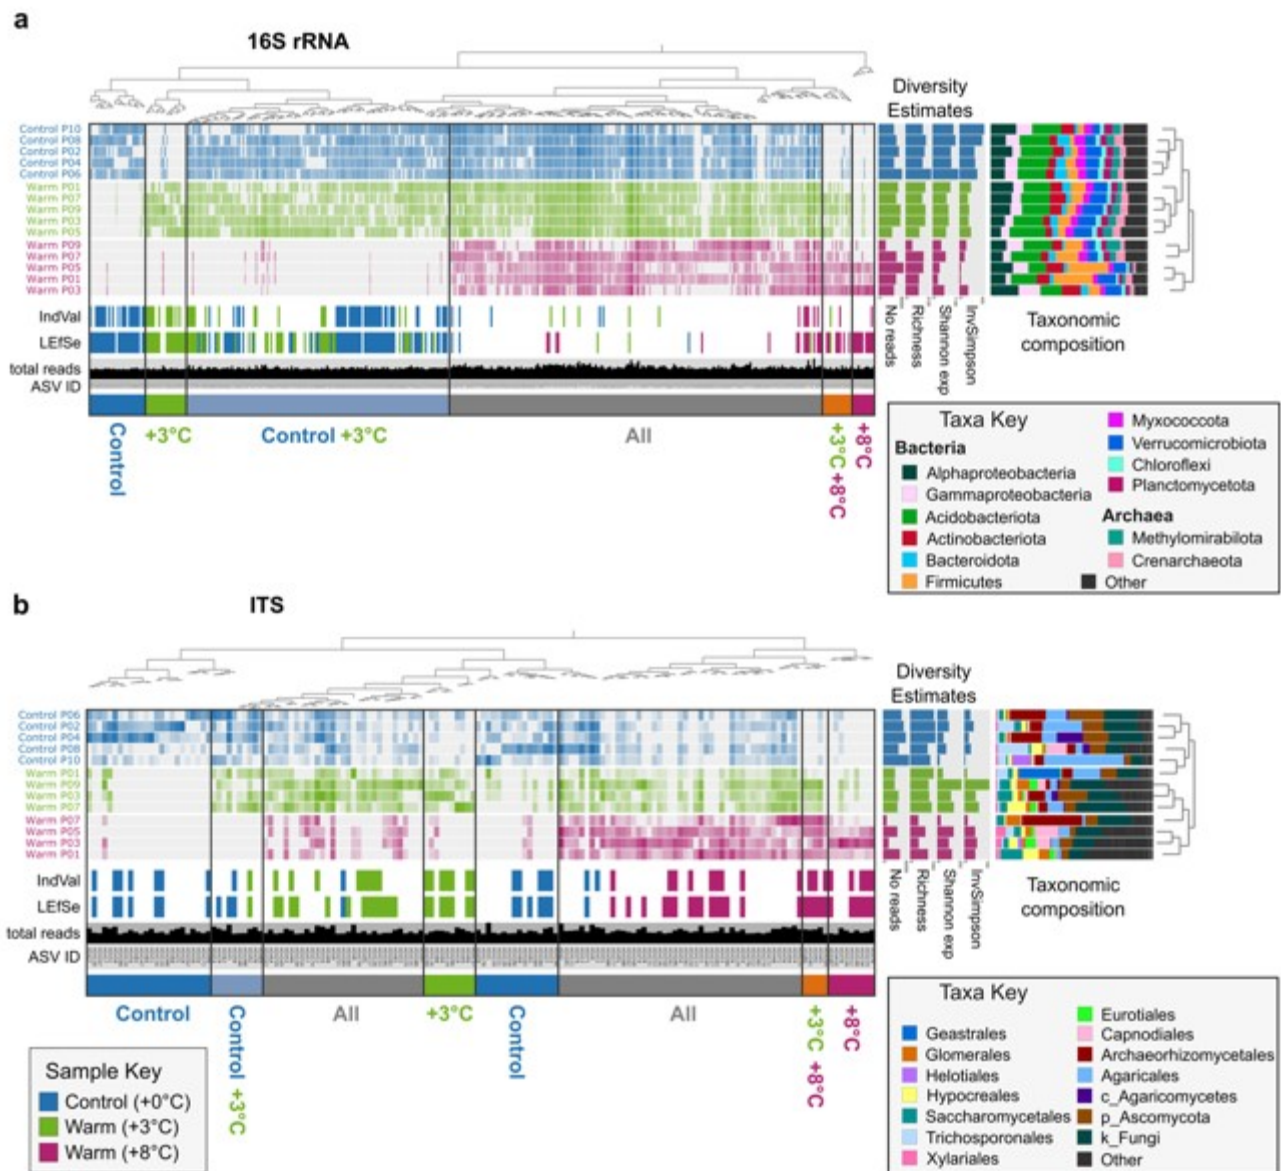 a
16S rRNA
Diversity
Estimates
Control P10
Control P08
Control P02
Control P04
Control P06
Warm P01
Warm P07
Warm P09
Warm P03
Warm P05
Warm P09
Warm P07
Warm P05
Warm P01
Warm P03
IndVal
LEfSe
total reads
ASV ID
No reads
Richness
Shannon exp
InvSimpson
Taxonomic
composition
Control
+3°C
Control +3°C
All
+3°C +8°C
+8°C
Taxa Key
Bacteria
Alphaproteobacteria
Gammaproteobacteria
Acidobacteriota
Actinobacteriota
Bacteroidota
Firmicutes
Myxococcota
Verrucomicrobiota
Chloroflexi
Planctomycetota
Archaea
Methylomirabilota
Crenarchaeota
Other
b
ITS
Diversity
Estimates
Control P06
Control P02
Control P04
Control P08
Control P10
Warm P01
Warm P09
Warm P03
Warm P07
Warm P07
Warm P05
Warm P03
Warm P01
IndVal
LEfSe
total reads
ASV ID
No reads
Richness
Shannon exp
InvSimpson
Taxonomic
composition
Control
Control +3°C
All
+3°C
Control
All
+3°C +8°C
+8°C
Sample Key
Control (+0°C)
Warm (+3°C)
Warm (+8°C)
Taxa Key
Geastrales
Glomerales
Helotiales
Hypocreales
Saccharomycetales
Trichosporonales
Xylariales
Eurotiales
Capnodiales
Archaeorhizomycetales
Agaricales
c_Agaricomycetes
p_Ascomycota
k_Fungi
Other